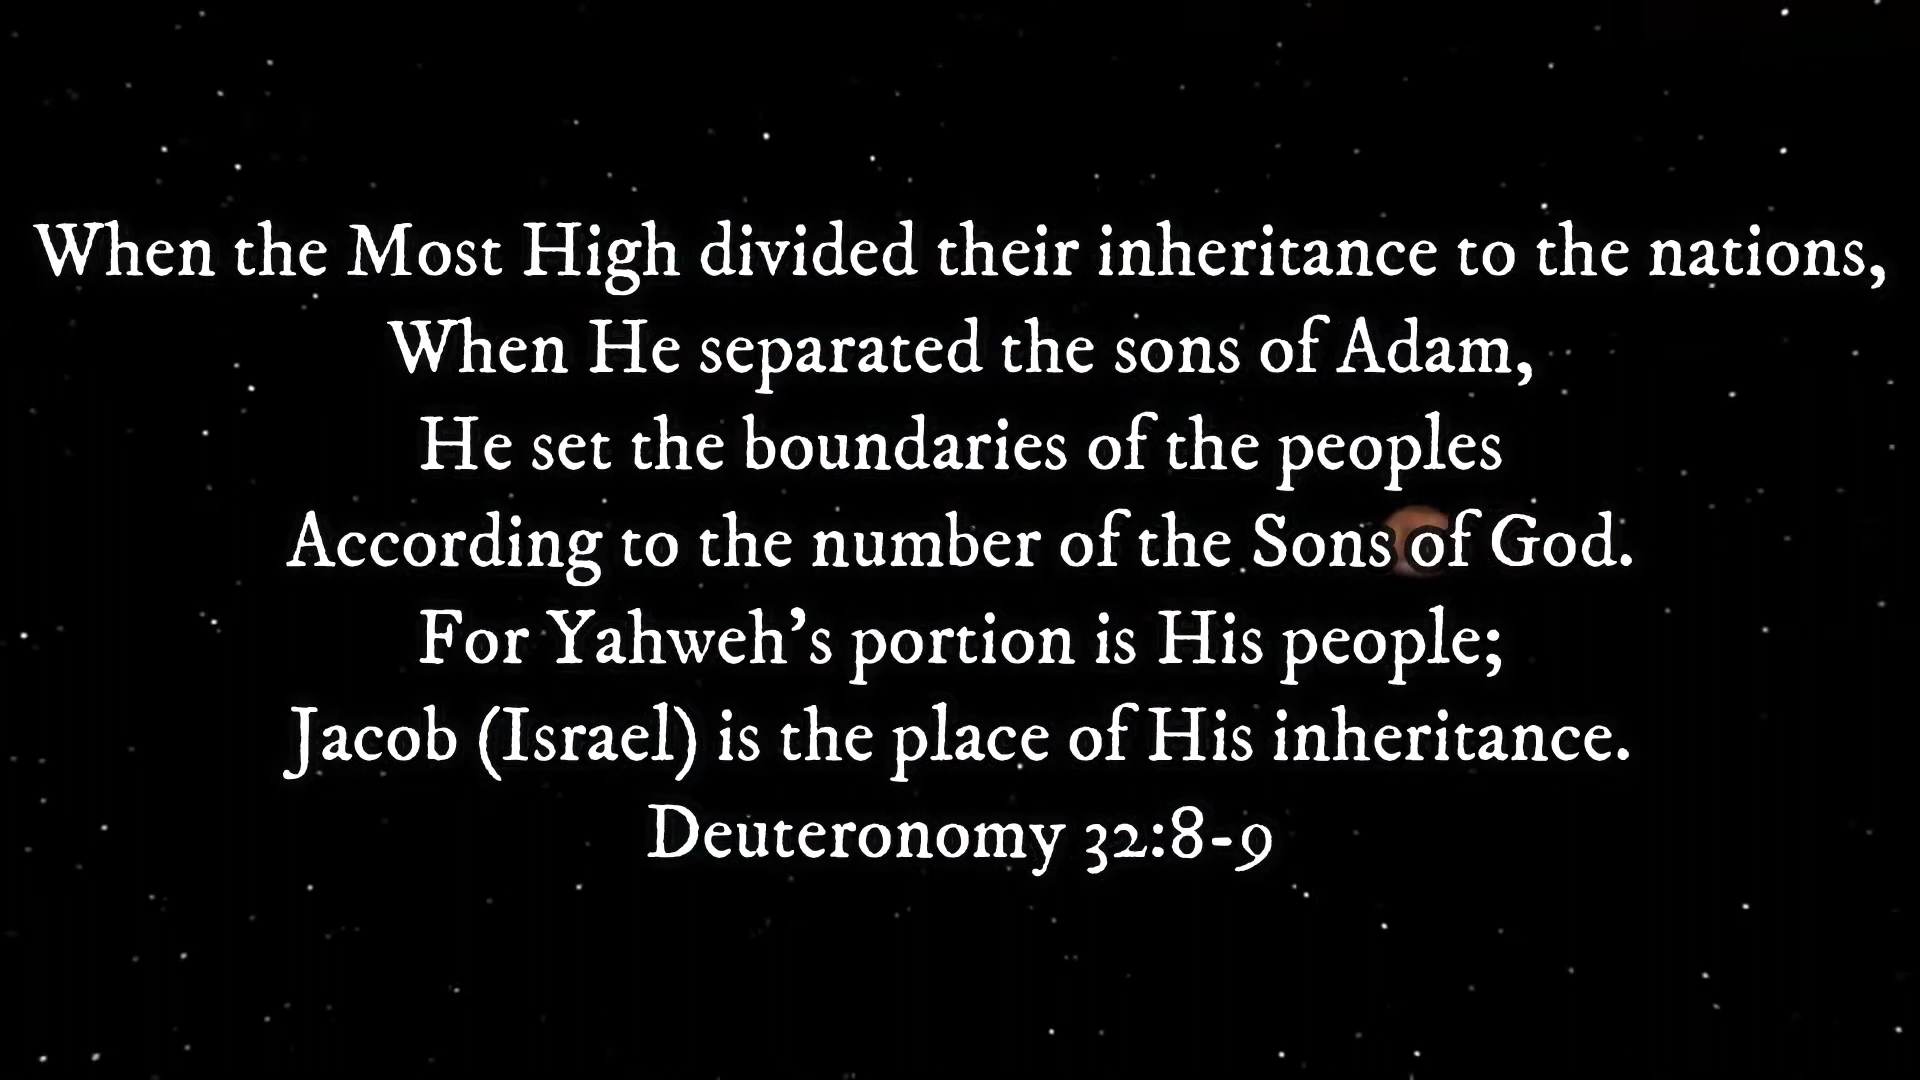 When the Most High divided their inheritance to the nations,
When He separated the sons of Adam,
He set the boundaries of the peoples
According to the number of the Sons of God.
For Yahweh’s portion is His people;
Jacob (Israel) is the place of His inheritance.
Deuteronomy 32:8-9